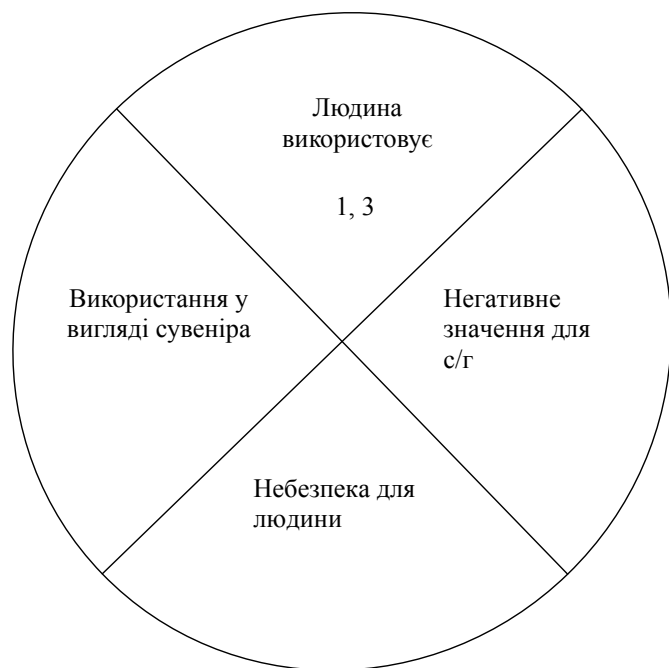 Людина
використовує
1, 3
Використання у
вигляді сувеніра
Негативне
значення для
с/г
Небезпека для
людини